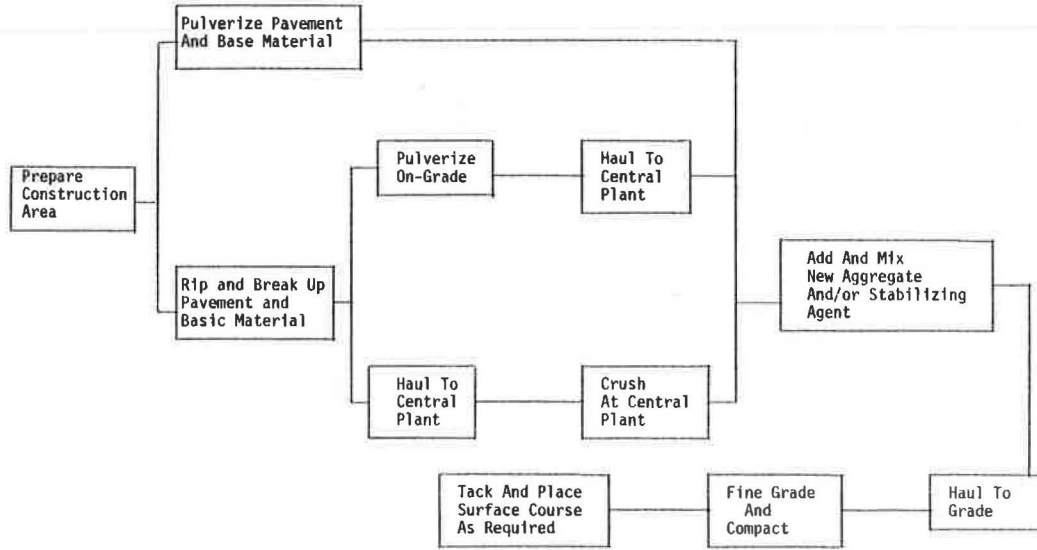 Pulverize Pavement
And Base Material
Prepare
Construction
Area
Pulverize
On-Grade
Haul To
Central
Plant
Rip and Break Up
Pavement and
Basic Material
Haul To
Central
Plant
Crush
At Central
Plant
Add And Mix
New Aggregate
And/or Stabilizing
Agent
Haul To
Grade
Fine Grade
And
Compact
Tack And Place
Surface Course
As Required